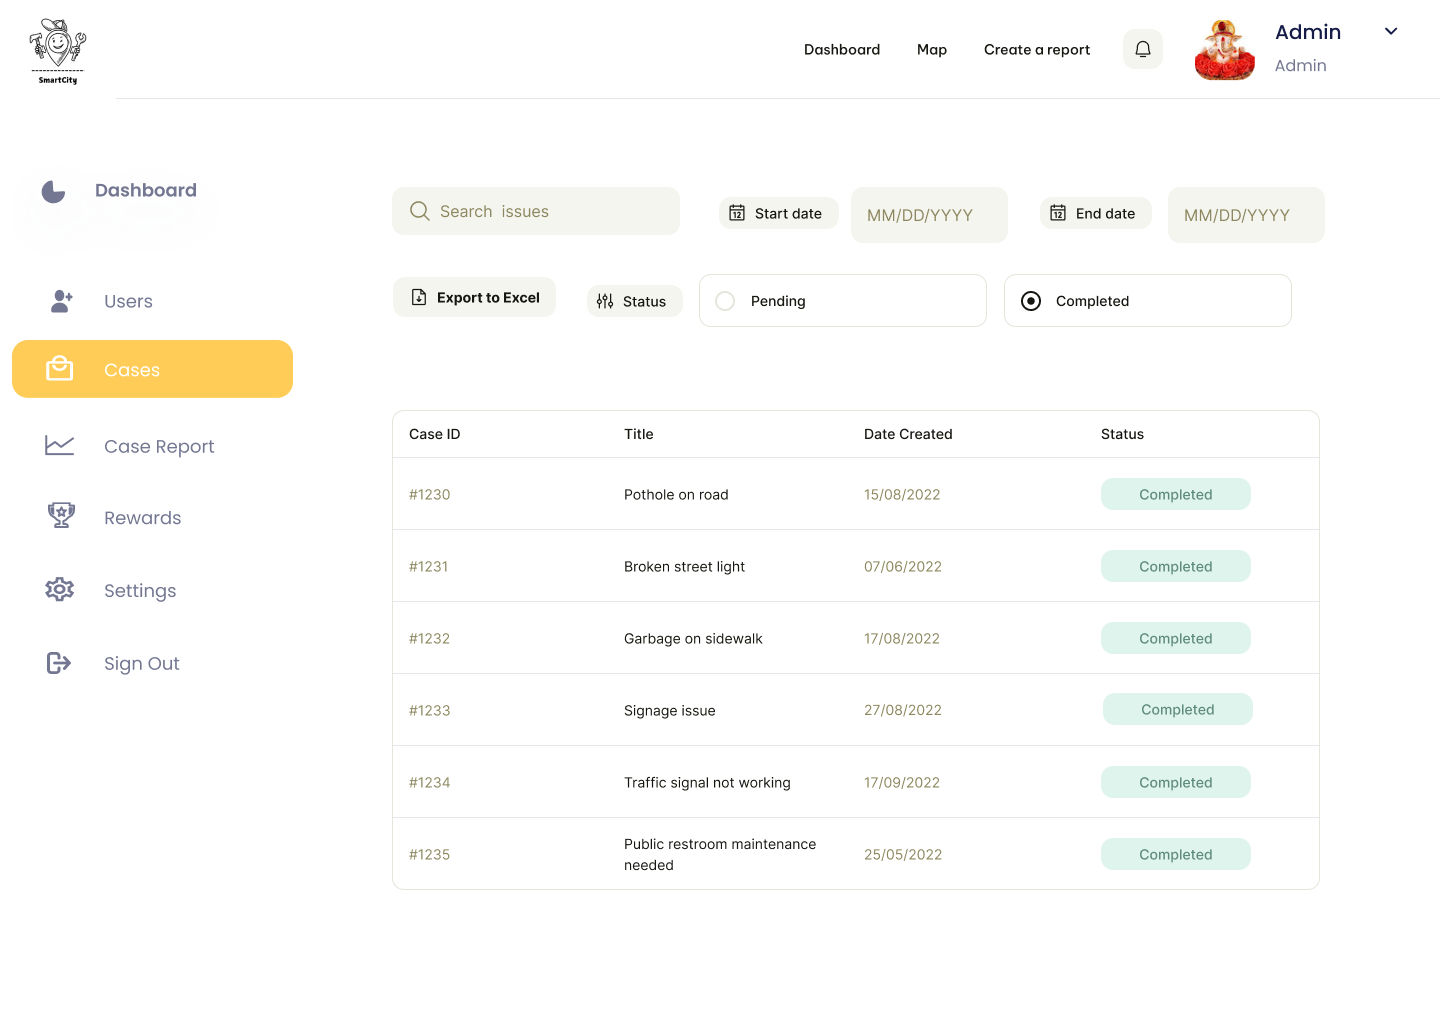 SmartCity
Dashboard
Map
Create a report
Admin
Admin
Dashboard
Users
Cases
Case Report
Rewards
Settings
Sign Out
Search issues
12 Start date
MM/DD/YYYY
12 End date
MM/DD/YYYY
Export to Excel
Status
Pending
Completed
Case ID Title Date Created Status
#1230 Pothole on road 15/08/2022 Completed
#1231 Broken street light 07/06/2022 Completed
#1232 Garbage on sidewalk 17/08/2022 Completed
#1233 Signage issue 27/08/2022 Completed
#1234 Traffic signal not working 17/09/2022 Completed
#1235 Public restroom maintenance
needed 25/05/2022 Completed